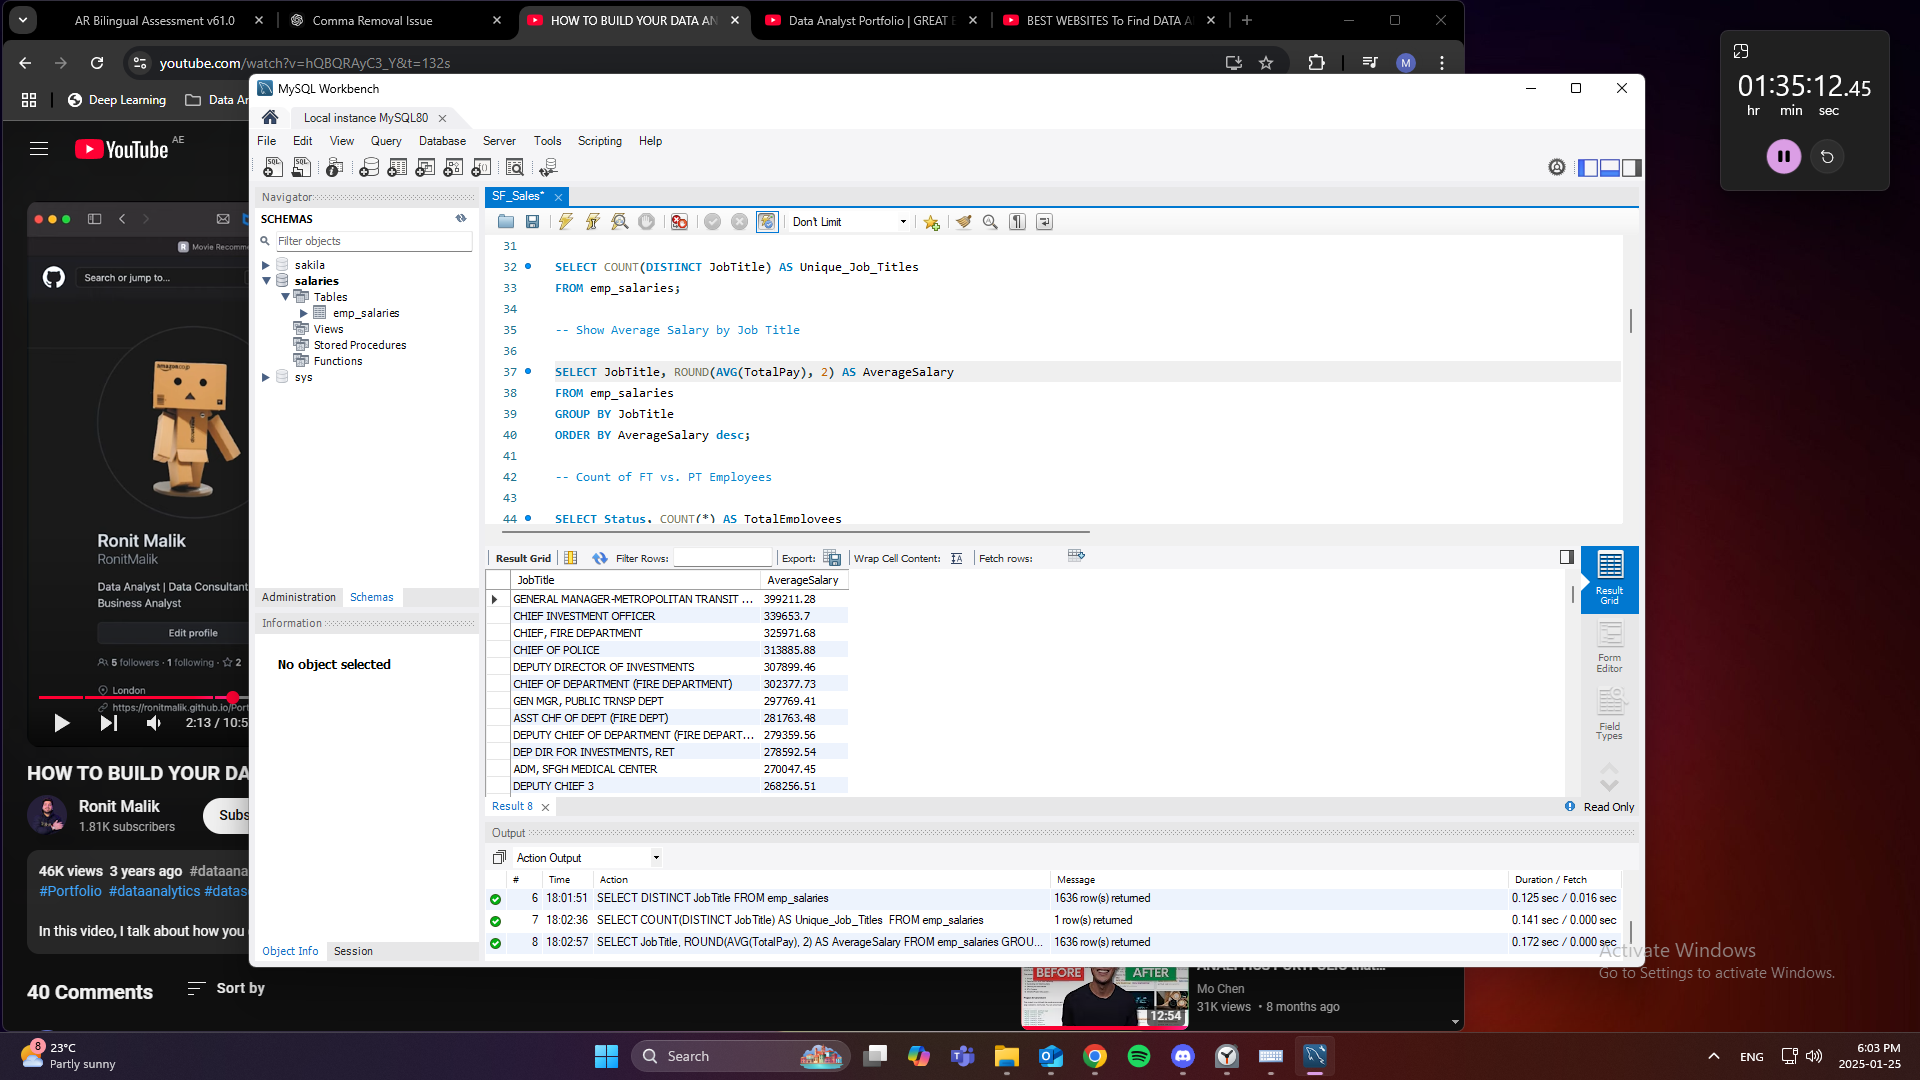 AR Bilingual Assessment v61.0
Comma Removal Issue
HOW TO BUILD YOUR DATA AN
Data Analyst Portfolio | GREAT
BEST WEBSITES To Find DATA A
youtube.com/watch?v=hQBQRAyC3_Y&t=132s
M
Deep Learning
Data An
YouTube
AE
Movie Recomm
Search or jump to...
Ronit Malik
RonitMalik
Data Analyst | Data Consultant
Business Analyst
Edit profile
5 followers · 1 following · 2
London
https://ronitmalik.github.io/Port
2:13 / 10:5
HOW TO BUILD YOUR DA
Ronit Malik
1.81K subscribers
Subs
46K views 3 years ago #dataana
#Portfolio #dataanalytics #datas
In this video, I talk about how you
40 Comments
Sort by
MySQL Workbench
Local instance MySQL80
File Edit View Query Database Server Tools Scripting Help
Navigator
SCHEMAS
Filter objects
sakila
salaries
Tables
emp_salaries
Views
Stored Procedures
Functions
sys
Administration Schemas
Information
No object selected
Object Info Session
SF_Sales*
Don't Limit
31
32 SELECT COUNT(DISTINCT JobTitle) AS Unique_Job_Titles
33 FROM emp_salaries;
34
35 -- Show Average Salary by Job Title
36
37 SELECT JobTitle, ROUND(AVG(TotalPay), 2) AS AverageSalary
38 FROM emp_salaries
39 GROUP BY JobTitle
40 ORDER BY AverageSalary desc;
41
42 -- Count of FT vs. PT Employees
43
44 SELECT Status, COUNT(*) AS TotalEmployees
Result Grid Filter Rows: Export: Wrap Cell Content: Fetch rows:
JobTitle AverageSalary
GENERAL MANAGER-METROPOLITAN TRANSIT ... 399211.28
CHIEF INVESTMENT OFFICER 339653.7
CHIEF, FIRE DEPARTMENT 325971.68
CHIEF OF POLICE 313885.88
DEPUTY DIRECTOR OF INVESTMENTS 307899.46
CHIEF OF DEPARTMENT (FIRE DEPARTMENT) 302377.73
GEN MGR, PUBLIC TRNSP DEPT 297769.41
ASST CHF OF DEPT (FIRE DEPT) 281763.48
DEPUTY CHIEF OF DEPARTMENT (FIRE DEPART... 279359.56
DEP DIR FOR INVESTMENTS, RET 278592.54
ADM, SFGH MEDICAL CENTER 270047.45
DEPUTY CHIEF 3 268256.51
Result Grid
Form Editor
Field Types
Result 8
Read Only
Output
Action Output
# Time Action Message Duration / Fetch
6 18:01:51 SELECT DISTINCT JobTitle FROM emp_salaries 1636 row(s) returned 0.125 sec / 0.016 sec
7 18:02:36 SELECT COUNT(DISTINCT JobTitle) AS Unique_Job_Titles FROM emp_salaries 1 row(s) returned 0.141 sec / 0.000 sec
8 18:02:57 SELECT JobTitle, ROUND(AVG(TotalPay), 2) AS AverageSalary FROM emp_salaries GROU... 1636 row(s) returned 0.172 sec / 0.000 sec
01:35:12.45
hr min sec
BEFORE AFTER
12:54
Mo Chen
31K views · 8 months ago
Activate Windows
Go to Settings to activate Windows.
8
23°C
Partly sunny
Search
ENG
6:03 PM
2025-01-25